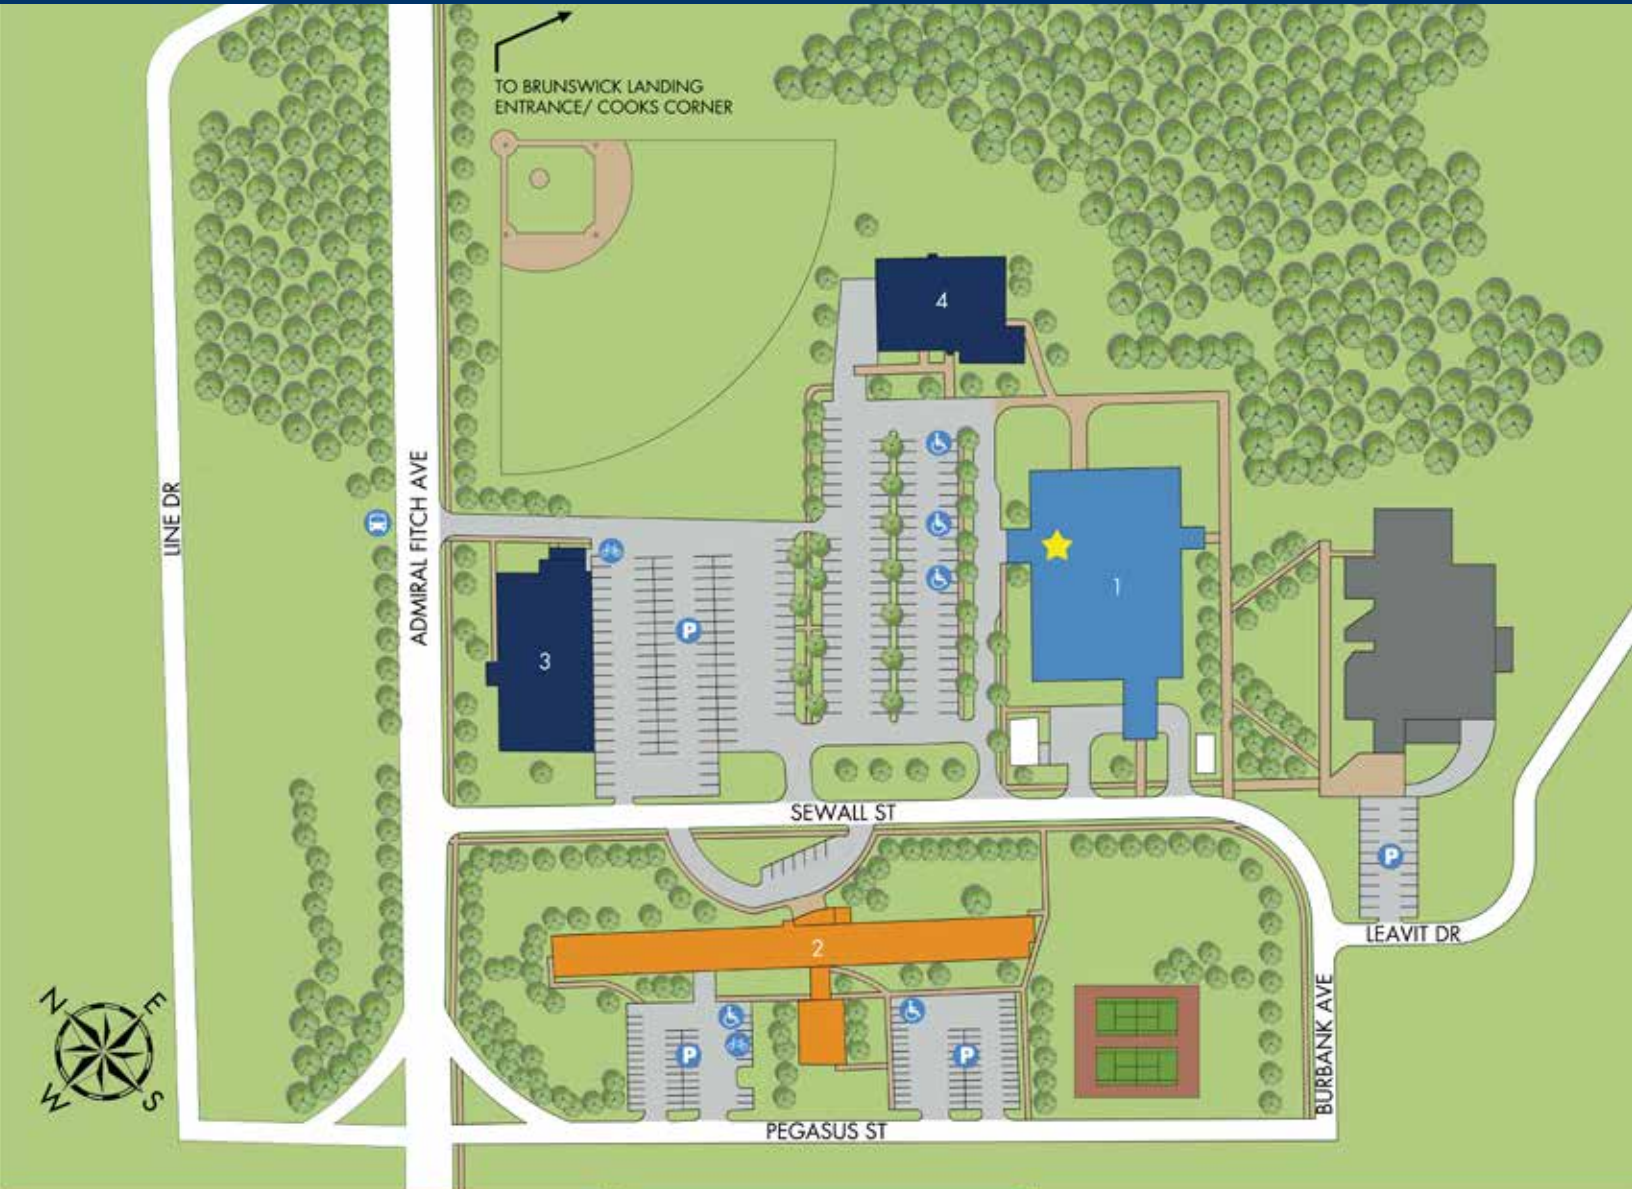 TO BRUNSWICK LANDING
ENTRANCE/ COOKS CORNER
4
LINE DR
ADMIRAL FITCH AVE
1
P
3
SEWALL ST
P
2
LEAVIT DR
BURBANK AVE
N
E
W
S
P
P
PEGASUS ST